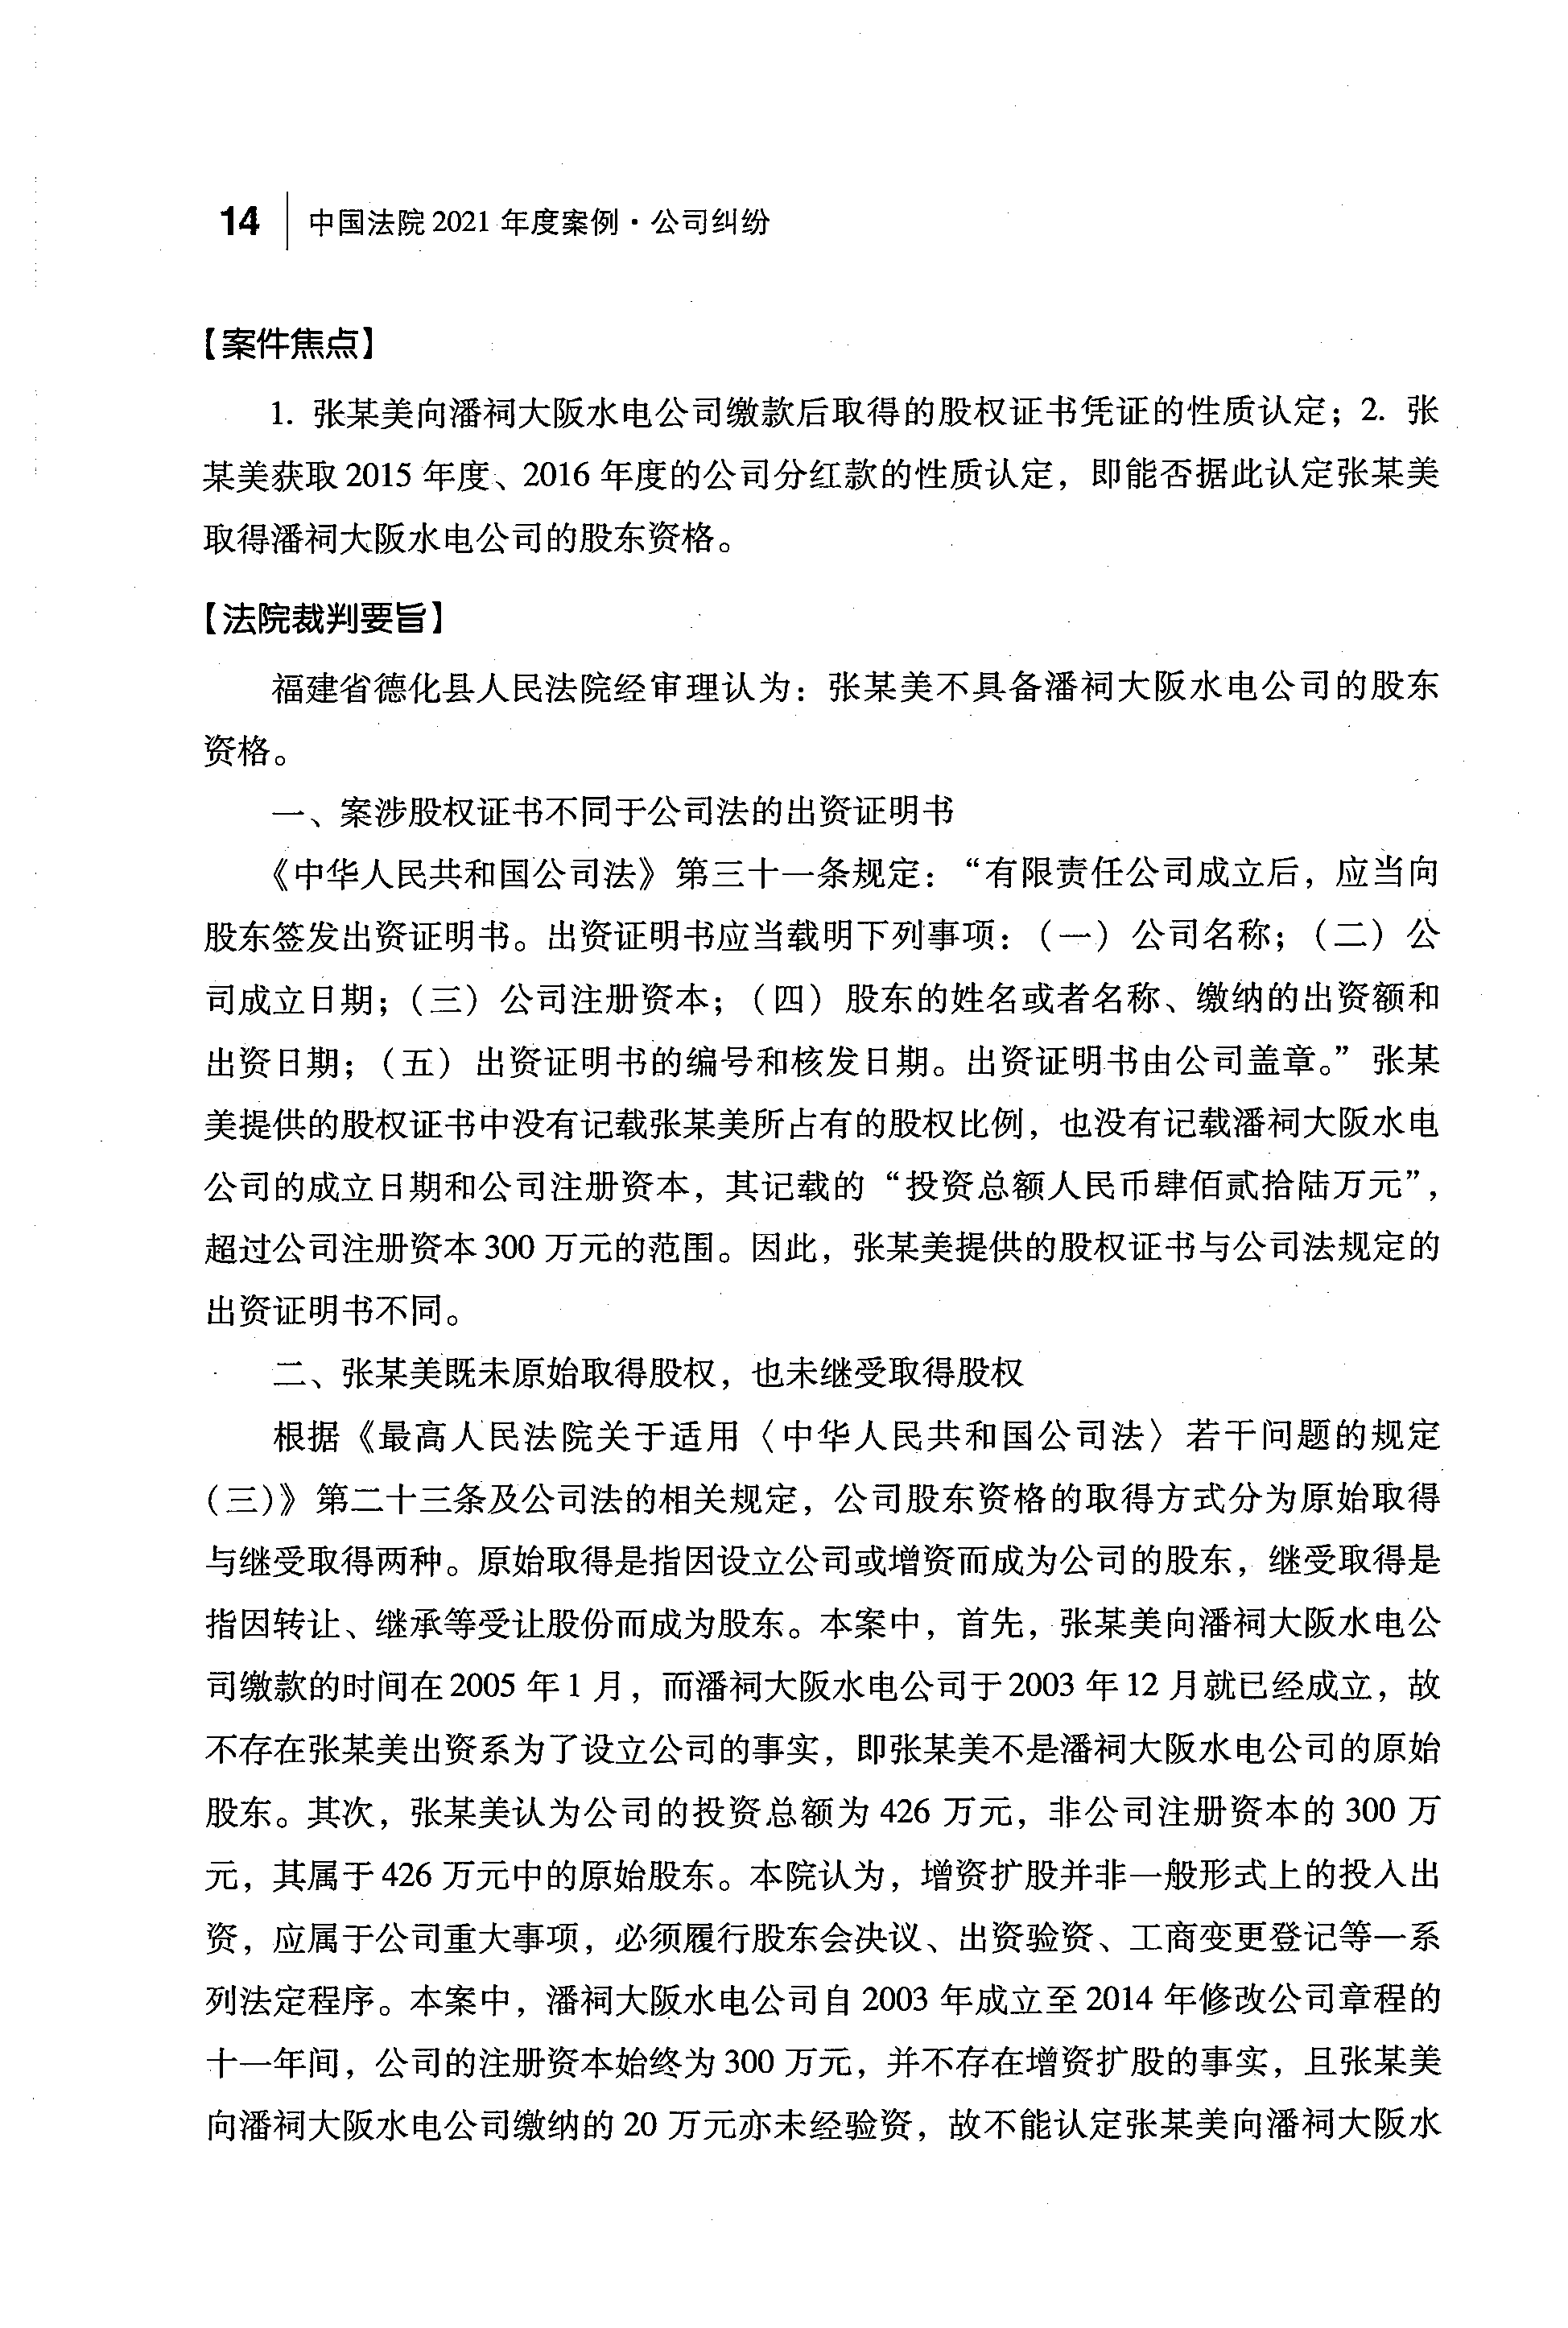 14 中国法院2021年度案例·公司纠纷
【案件焦点】
1. 张某美向潘祠大阪水电公司缴款后取得的股权证书凭证的性质认定；2. 张
某美获取2015年度、2016年度的公司分红款的性质认定，即能否据此认定张某美
取得潘祠大阪水电公司的股东资格。
【法院裁判要旨】
福建省德化县人民法院经审理认为：张某美不具备潘祠大阪水电公司的股东
资格。
一、案涉股权证书不同于公司法的出资证明书
《中华人民共和国公司法》第三十一条规定：“有限责任公司成立后，应当向
股东签发出资证明书。出资证明书应当载明下列事项：（一）公司名称；（二）公
司成立日期；（三）公司注册资本；（四）股东的姓名或者名称、缴纳的出资额和
出资日期；（五）出资证明书的编号和核发日期。出资证明书由公司盖章。”张某
美提供的股权证书中没有记载张某美所占有的股权比例，也没有记载潘祠大阪水电
公司的成立日期和公司注册资本，其记载的“投资总额人民币肆佰贰拾陆万元”，
超过公司注册资本300万元的范围。因此，张某美提供的股权证书与公司法规定的
出资证明书不同。
二、张某美既未原始取得股权，也未继受取得股权
根据《最高人民法院关于适用〈中华人民共和国公司法〉若干问题的规定
（三）》第二十三条及公司法的相关规定，公司股东资格的取得方式分为原始取得
与继受取得两种。原始取得是指因设立公司或增资而成为公司的股东，继受取得是
指因转让、继承等受让股份而成为股东。本案中，首先，张某美向潘祠大阪水电公
司缴款的时间在2005年1月，而潘祠大阪水电公司于2003年12月就已经成立，故
不存在张某美出资系为了设立公司的事实，即张某美不是潘祠大阪水电公司的原始
股东。其次，张某美认为公司的投资总额为426万元，非公司注册资本的300万
元，其属于426万元中的原始股东。本院认为，增资扩股并非一般形式上的投入出
资，应属于公司重大事项，必须履行股东会决议、出资验资、工商变更登记等一系
列法定程序。本案中，潘祠大阪水电公司自2003年成立至2014年修改公司章程的
十一年间，公司的注册资本始终为300万元，并不存在增资扩股的事实，且张某美
向潘祠大阪水电公司缴纳的20万元亦未经验资，故不能认定张某美向潘祠大阪水